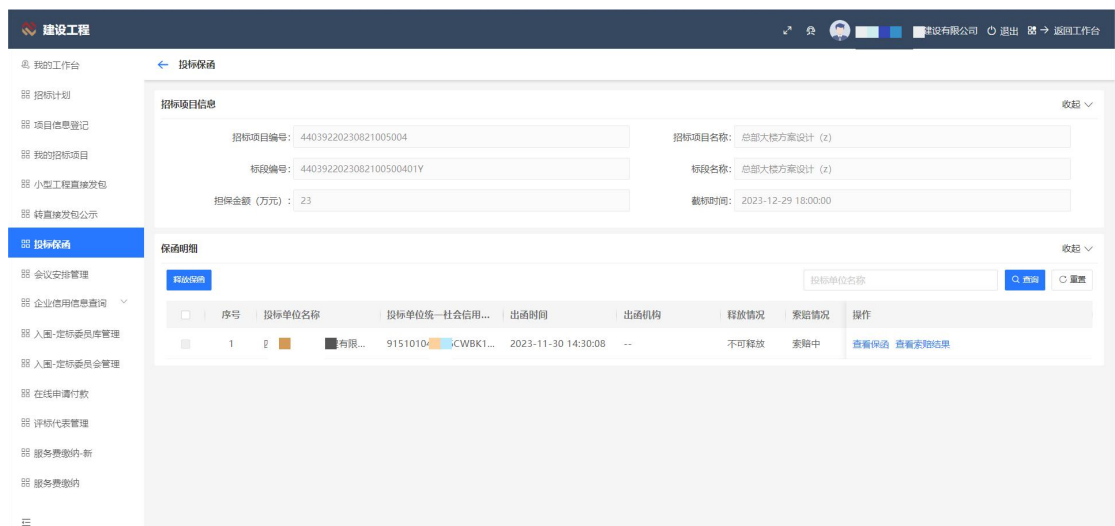 建设工程
建设有限公司 退出 返回工作台
我的工作台
招标计划
项目信息登记
我的招标项目
小型工程直接发包
转直接发包公示
投标保函
会议安排管理
企业信用信息查询
入围-定标委员库管理
入围-定标委员会管理
在线申请付款
评标代表管理
服务费缴纳-新
服务费缴纳
投标保函
招标项目信息 收起
招标项目编号: 44039220230821005004 招标项目名称: 总部大楼方案设计 (z)
标段编号: 4403922023082100500401Y 标段名称: 总部大楼方案设计 (z)
担保金额 (万元) : 23 截标时间: 2023-12-29 18:00:00
保函明细 收起
释放保函 投标单位名称 查询 重置
序号 投标单位名称 投标单位统一社会信用... 出函时间 出函机构 释放情况 索赔情况 操作
1 有限... 9151010 CWBK1... 2023-11-30 14:30:08 -- 不可释放 索赔中 查看保函 查看索赔结果